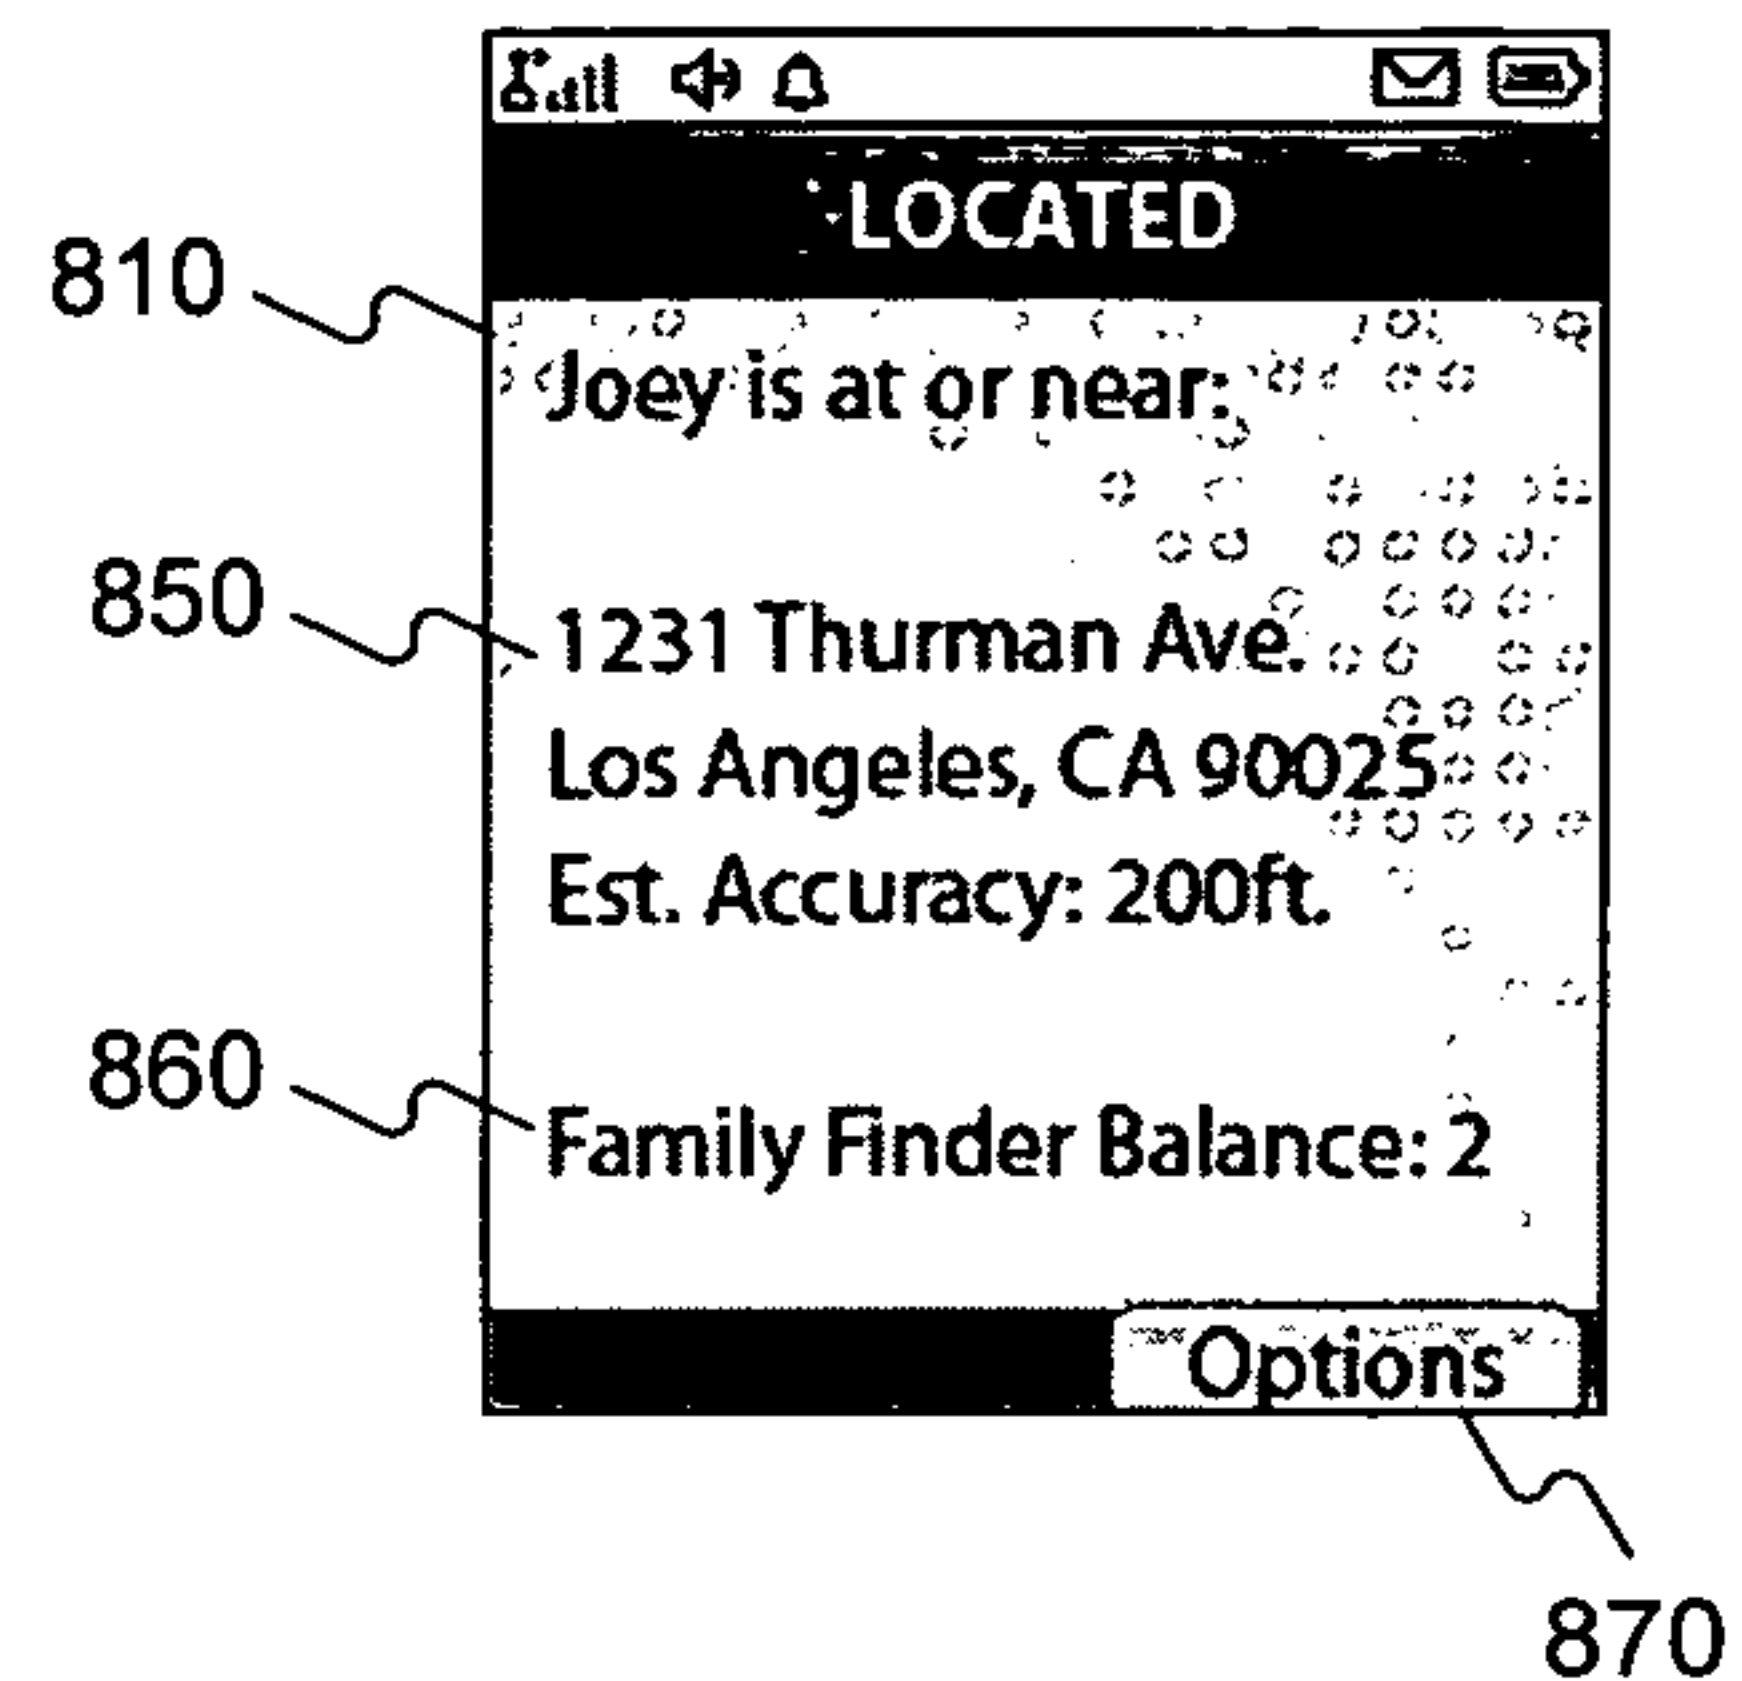 LOCATED
810
Joey is at or near:
850
1231 Thurman Ave.
Los Angeles, CA 90025
Est. Accuracy: 200ft.
860
Family Finder Balance: 2
Options
870